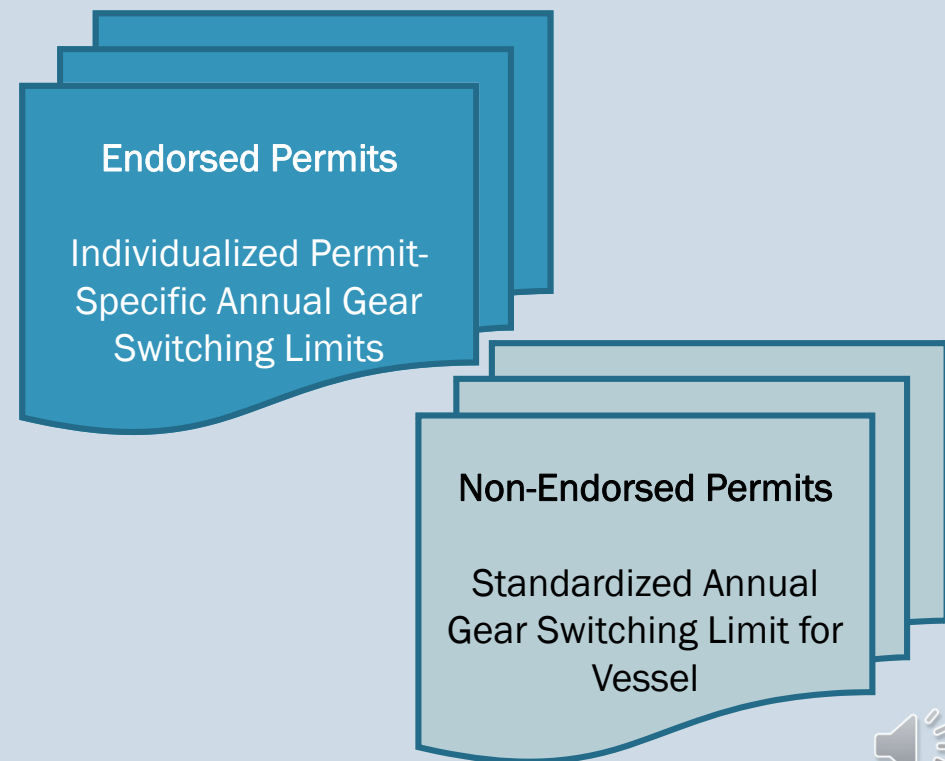 Endorsed Permits
Individualized Permit-
Specific Annual Gear
Switching Limits
Non-Endorsed Permits
Standardized Annual
Gear Switching Limit for
Vessel